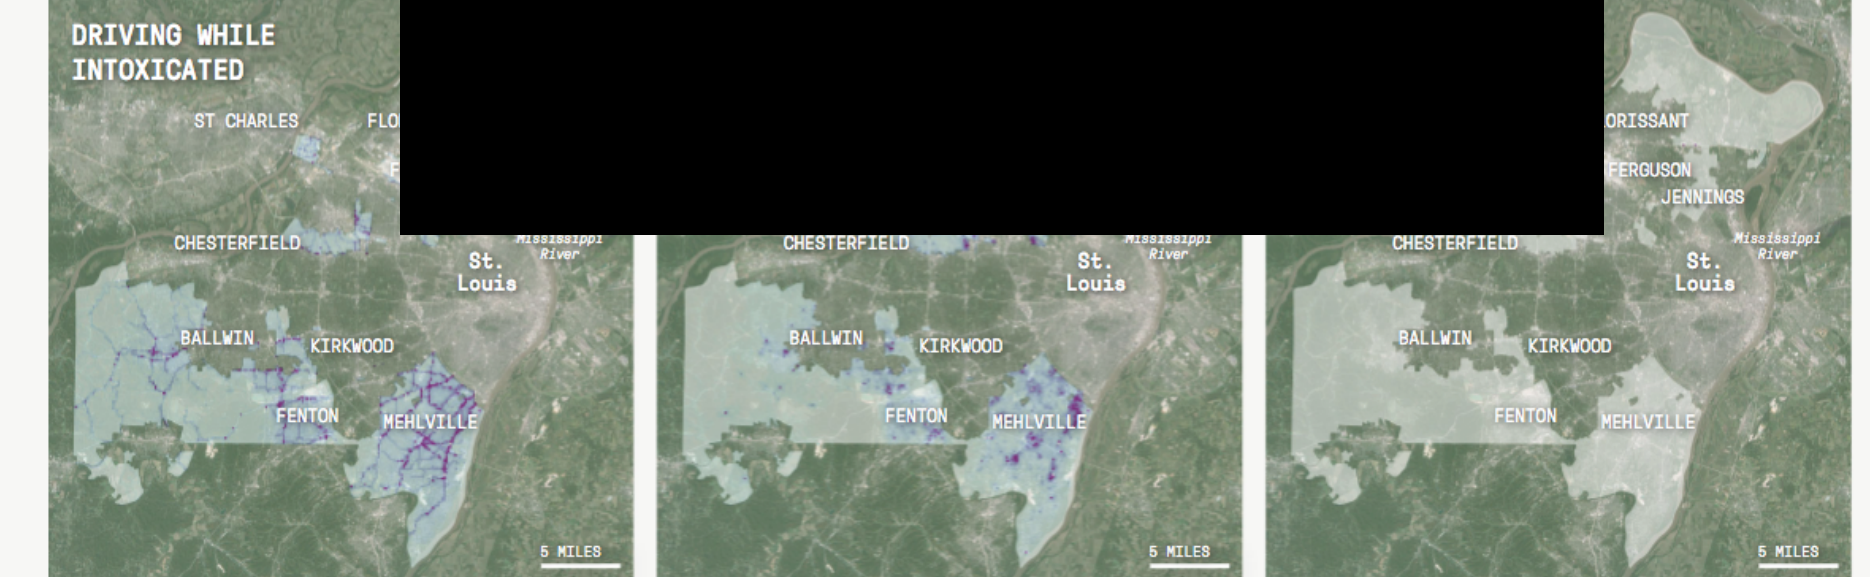 DRIVING WHILE
INTOXICATED
ST CHARLES
FLO
CHESTERFIELD
Mississippi
River
St.
Louis
BALLWIN
KIRKWOOD
FENTON
MEHLVILLE
5 MILES
CHESTERFIELD
Mississippi
River
St.
Louis
BALLWIN
KIRKWOOD
FENTON
MEHLVILLE
5 MILES
ORISSANT
FERGUSON
JENNINGS
CHESTERFIELD
Mississippi
River
St.
Louis
BALLWIN
KIRKWOOD
FENTON
MEHLVILLE
5 MILES